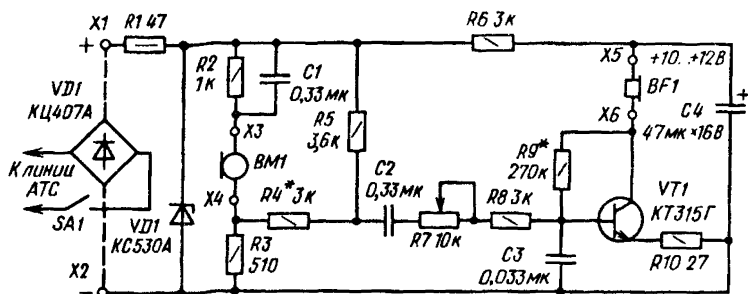 X1
+
R1 47
VD1
КЦ407А
К линии
АТС
SA1
X2
−
VD1
КС530А
R2
1к
C1
0,33мк
X3
BM1
X4
R3
510
R4* 3к
R5
3,6к
C2
0,33мк
R7 10к
R8 3к
C3
0,033мк
R6 3к
R9*
270к
X5
+10...+12В
BF1
X6
C4
+
47мк×16В
VT1
КТ315Г
R10 27